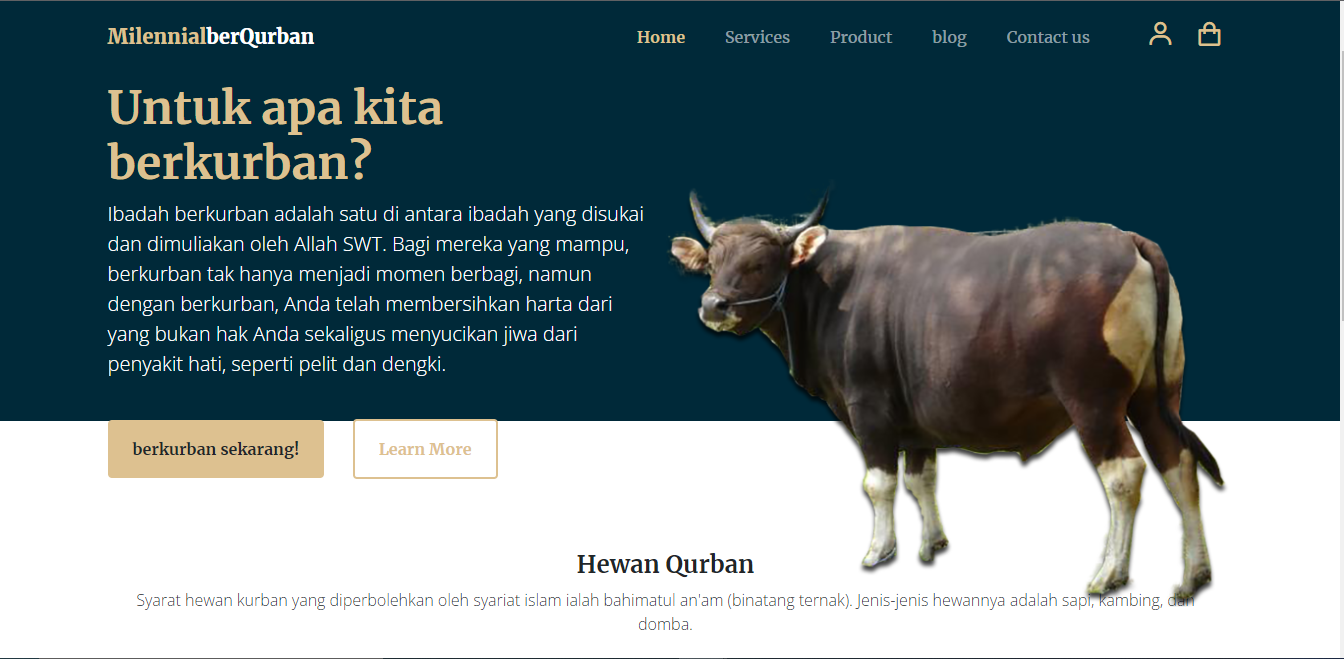 MilennialberQurban
Home Services Product blog Contact us
Untuk apa kita
berkurban?
Ibadah berkurban adalah satu di antara ibadah yang disukai
dan dimuliakan oleh Allah SWT. Bagi mereka yang mampu,
berkurban tak hanya menjadi momen berbagi, namun
dengan berkurban, Anda telah membersihkan harta dari
yang bukan hak Anda sekaligus menyucikan jiwa dari
penyakit hati, seperti pelit dan dengki.
berkurban sekarang! Learn More
Hewan Qurban
Syarat hewan kurban yang diperbolehkan oleh syariat islam ialah bahimatul an'am (binatang ternak). Jenis-jenis hewannya adalah sapi, kambing, dan
domba.